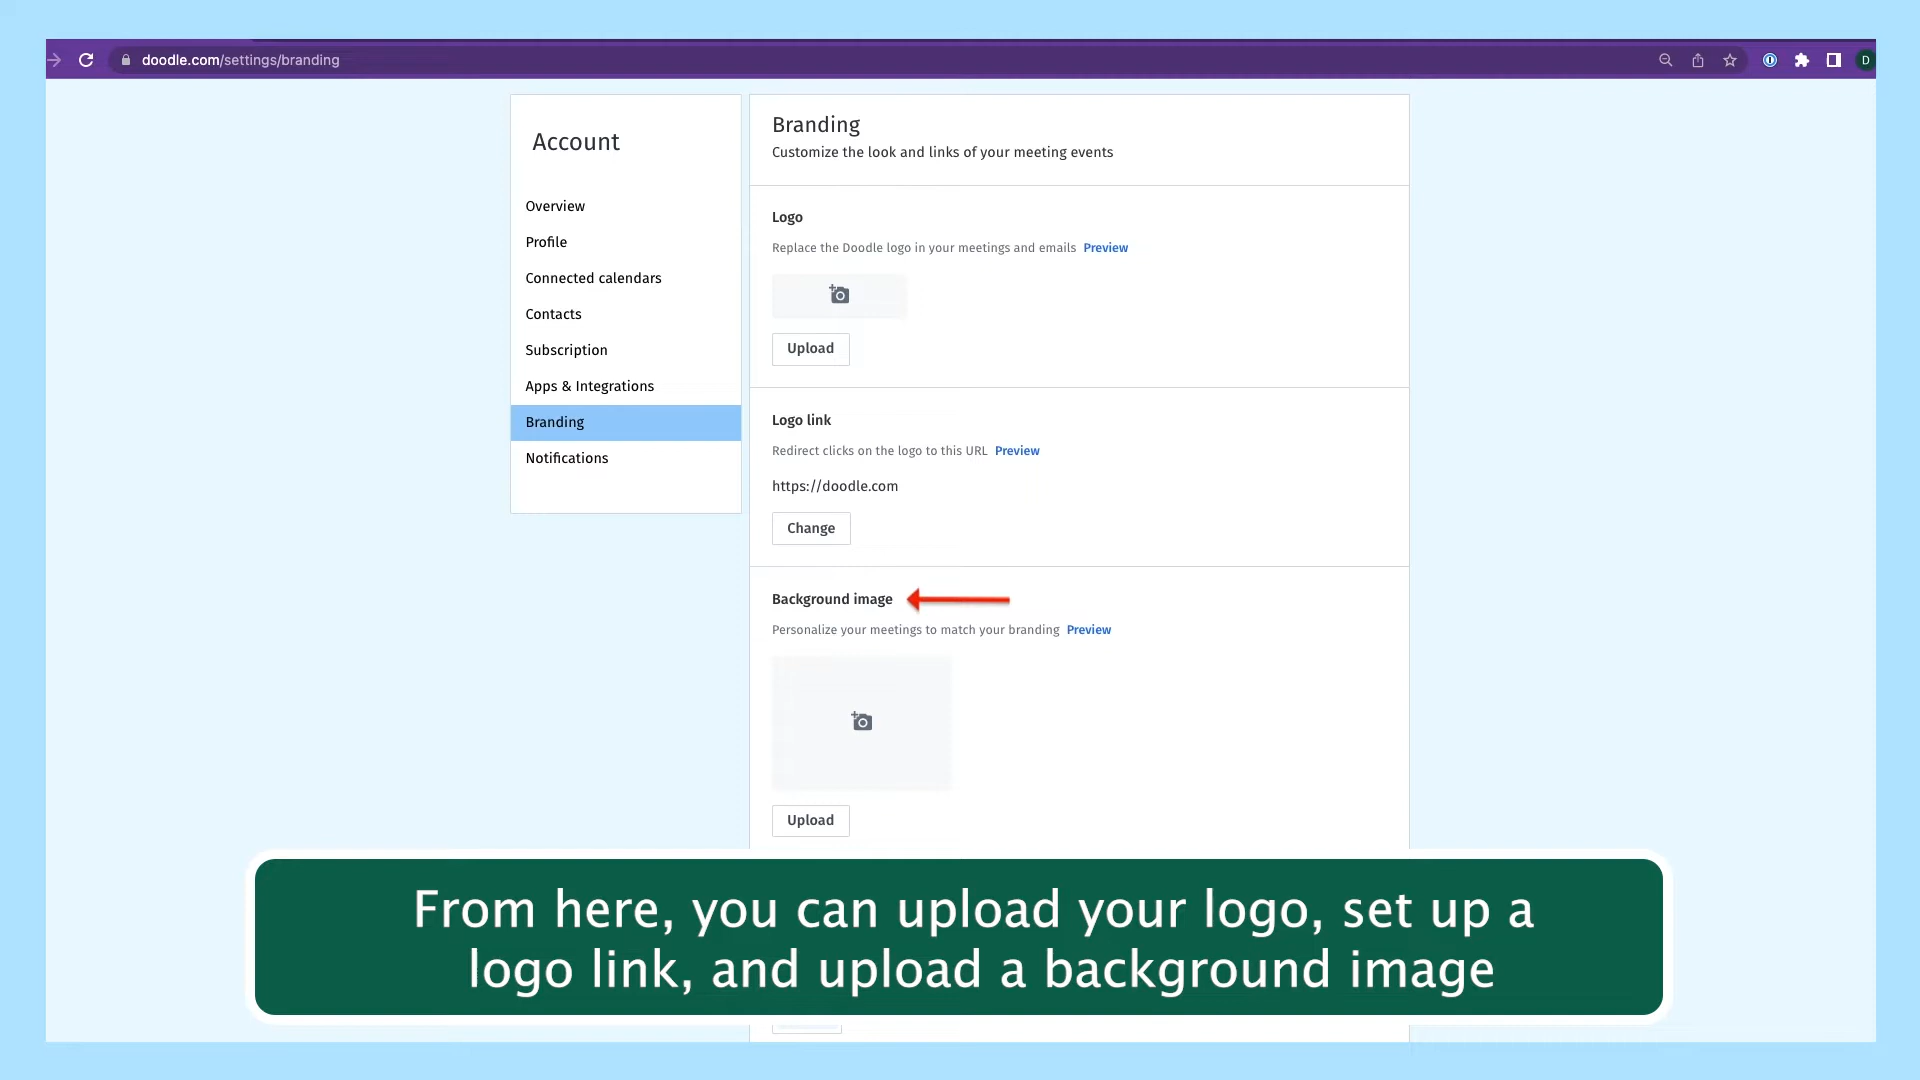 doodle.com/settings/branding
D
Account
Overview
Profile
Connected calendars
Contacts
Subscription
Apps & Integrations
Branding
Notifications
Branding
Customize the look and links of your meeting events
Logo
Replace the Doodle logo in your meetings and emails Preview
Upload
Logo link
Redirect clicks on the logo to this URL Preview
https://doodle.com
Change
Background image
Personalize your meetings to match your branding Preview
Upload
From here, you can upload your logo, set up a
logo link, and upload a background image